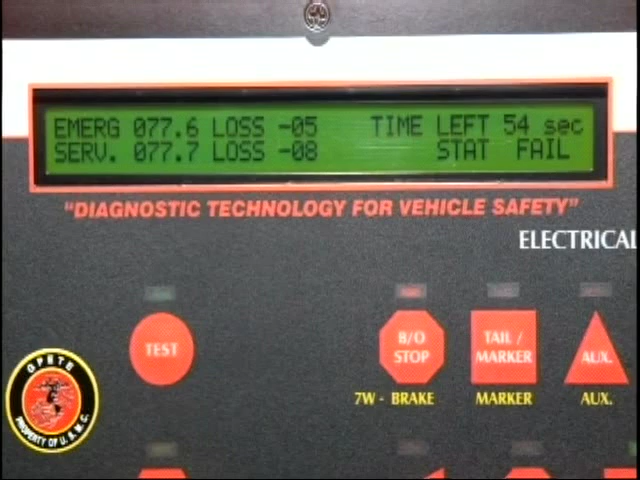 EMERG 077.6 LOSS -05 TIME LEFT 54 sec
SERV. 077.7 LOSS -08 STAT FAIL
"DIAGNOSTIC TECHNOLOGY FOR VEHICLE SAFETY"
ELECTRICAL
TEST
B/O
STOP
TAIL /
MARKER
AUX.
7W - BRAKE
MARKER
AUX.
GPETE
PROPERTY OF U.S.M.C.